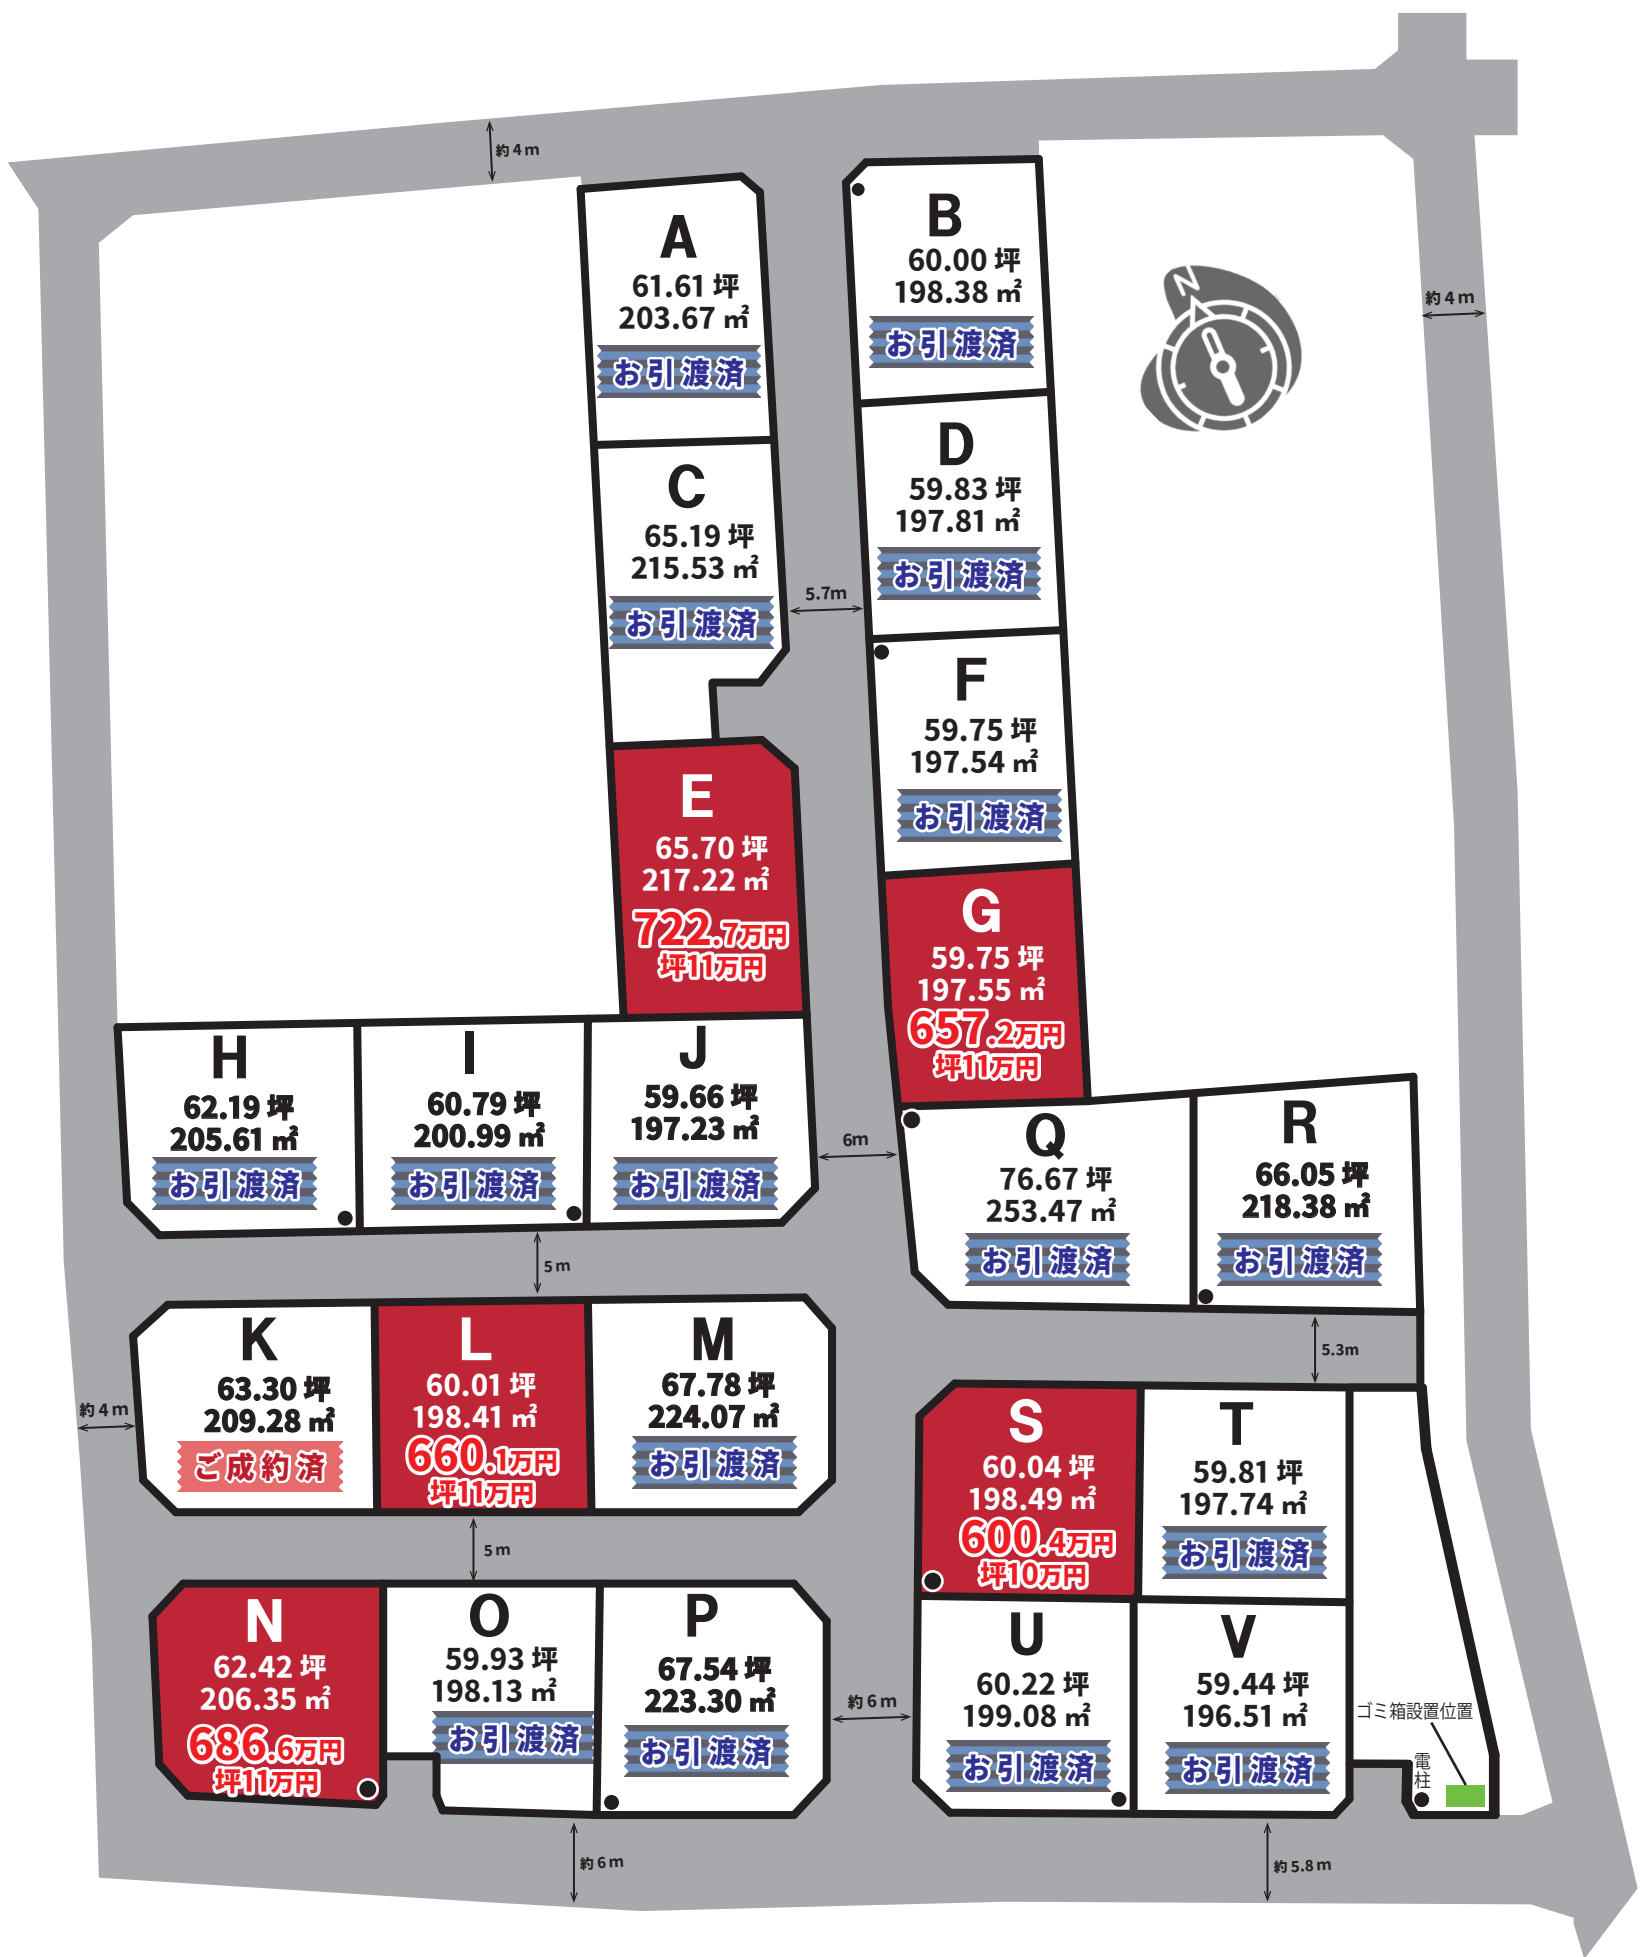 約4m
N
A
61.61 坪
203.67 ㎡
お引渡済
B
60.00 坪
198.38 ㎡
お引渡済
約4m
C
65.19 坪
215.53 ㎡
お引渡済
D
59.83 坪
197.81 ㎡
お引渡済
5.7m
F
59.75 坪
197.54 ㎡
お引渡済
E
65.70 坪
217.22 ㎡
722.7万円
坪11万円
G
59.75 坪
197.55 ㎡
657.2万円
坪11万円
H
62.19 坪
205.61 ㎡
お引渡済
I
60.79 坪
200.99 ㎡
お引渡済
J
59.66 坪
197.23 ㎡
お引渡済
6m
Q
76.67 坪
253.47 ㎡
お引渡済
R
66.05 坪
218.38 ㎡
お引渡済
5m
5.3m
約4m
K
63.30 坪
209.28 ㎡
ご成約済
L
60.01 坪
198.41 ㎡
660.1万円
坪11万円
M
67.78 坪
224.07 ㎡
お引渡済
S
60.04 坪
198.49 ㎡
600.4万円
坪10万円
T
59.81 坪
197.74 ㎡
お引渡済
5m
N
62.42 坪
206.35 ㎡
686.6万円
坪11万円
O
59.93 坪
198.13 ㎡
お引渡済
P
67.54 坪
223.30 ㎡
お引渡済
約6m
U
60.22 坪
199.08 ㎡
お引渡済
V
59.44 坪
196.51 ㎡
お引渡済
ゴミ箱設置位置
電柱
約6m
約5.8m